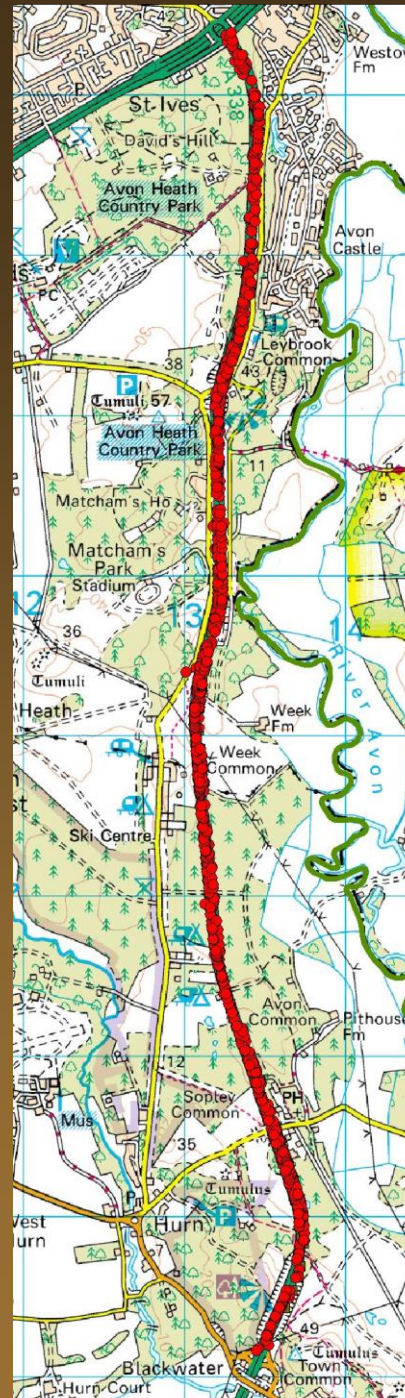 42
Westow
Fm
A 338
P
St Ives
David's Hill
Avon Heath
Country Park
Avon
Castle
PC
Leybrook
Common
38
43
P
Tumuli 57
Avon Heath
Country Park
11
Matcham's Ho
Matcham's
Park
Stadium
12
13
14
36
Tumuli
Heath
Week
Fm
River Avon
Week
Common
Ski Centre
Avon
Common
Pithouse
Fm
12
PH
Sopley
Common
Mus
35
Tumulus
P
West
Hurn
Hurn
P
7
49
Blackwater
Tumulus
Town
Common
Hurn Court